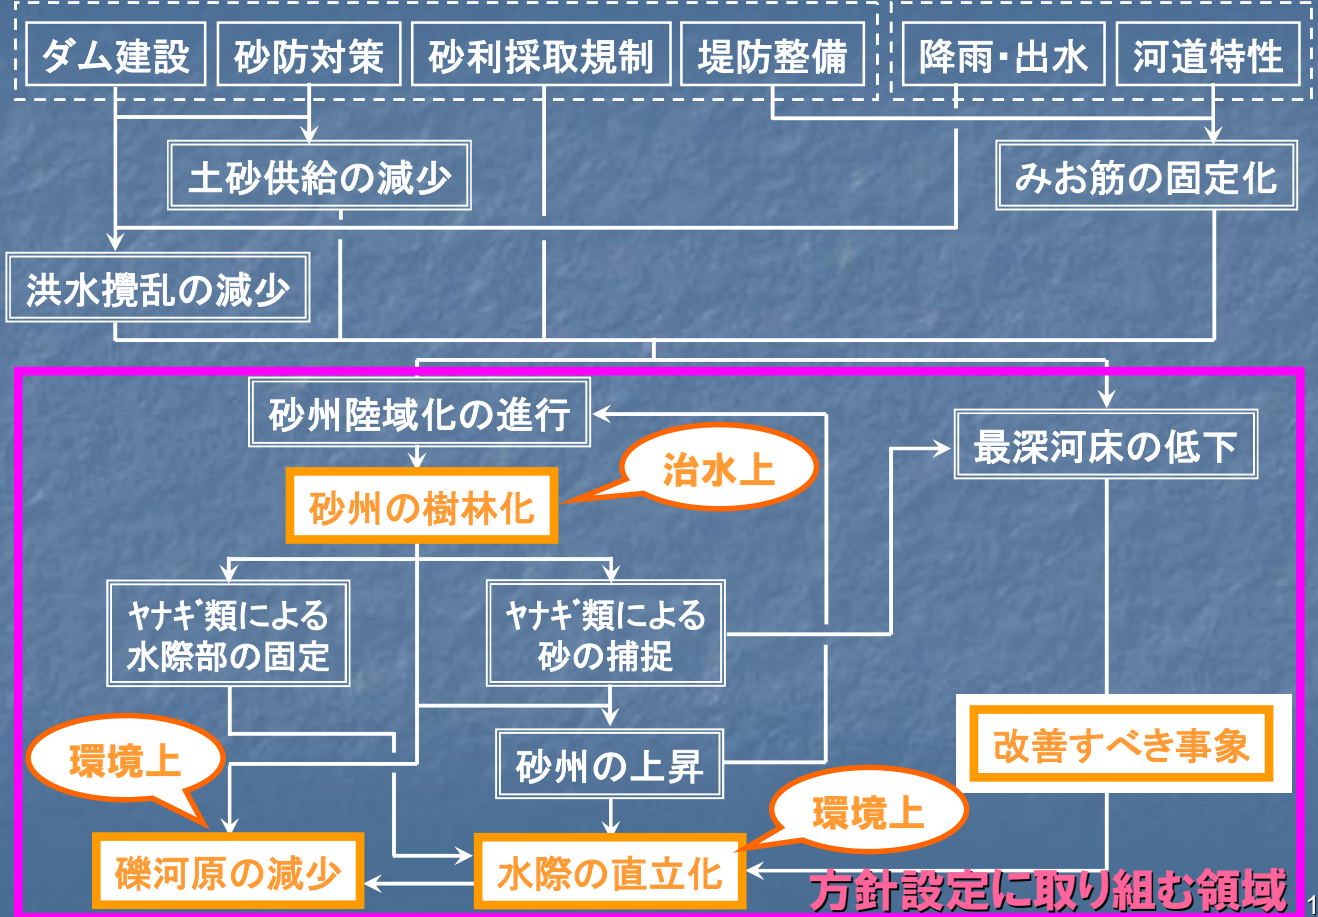 ダム建設
砂防対策
砂利採取規制
堤防整備
降雨・出水
河道特性
土砂供給の減少
みお筋の固定化
洪水攪乱の減少
砂州陸域化の進行
最深河床の低下
治水上
砂州の樹林化
ﾔﾅｷﾞ類による
水際部の固定
ﾔﾅｷﾞ類による
砂の捕捉
環境上
砂州の上昇
改善すべき事象
環境上
礫河原の減少
水際の直立化
方針設定に取り組む領域
1